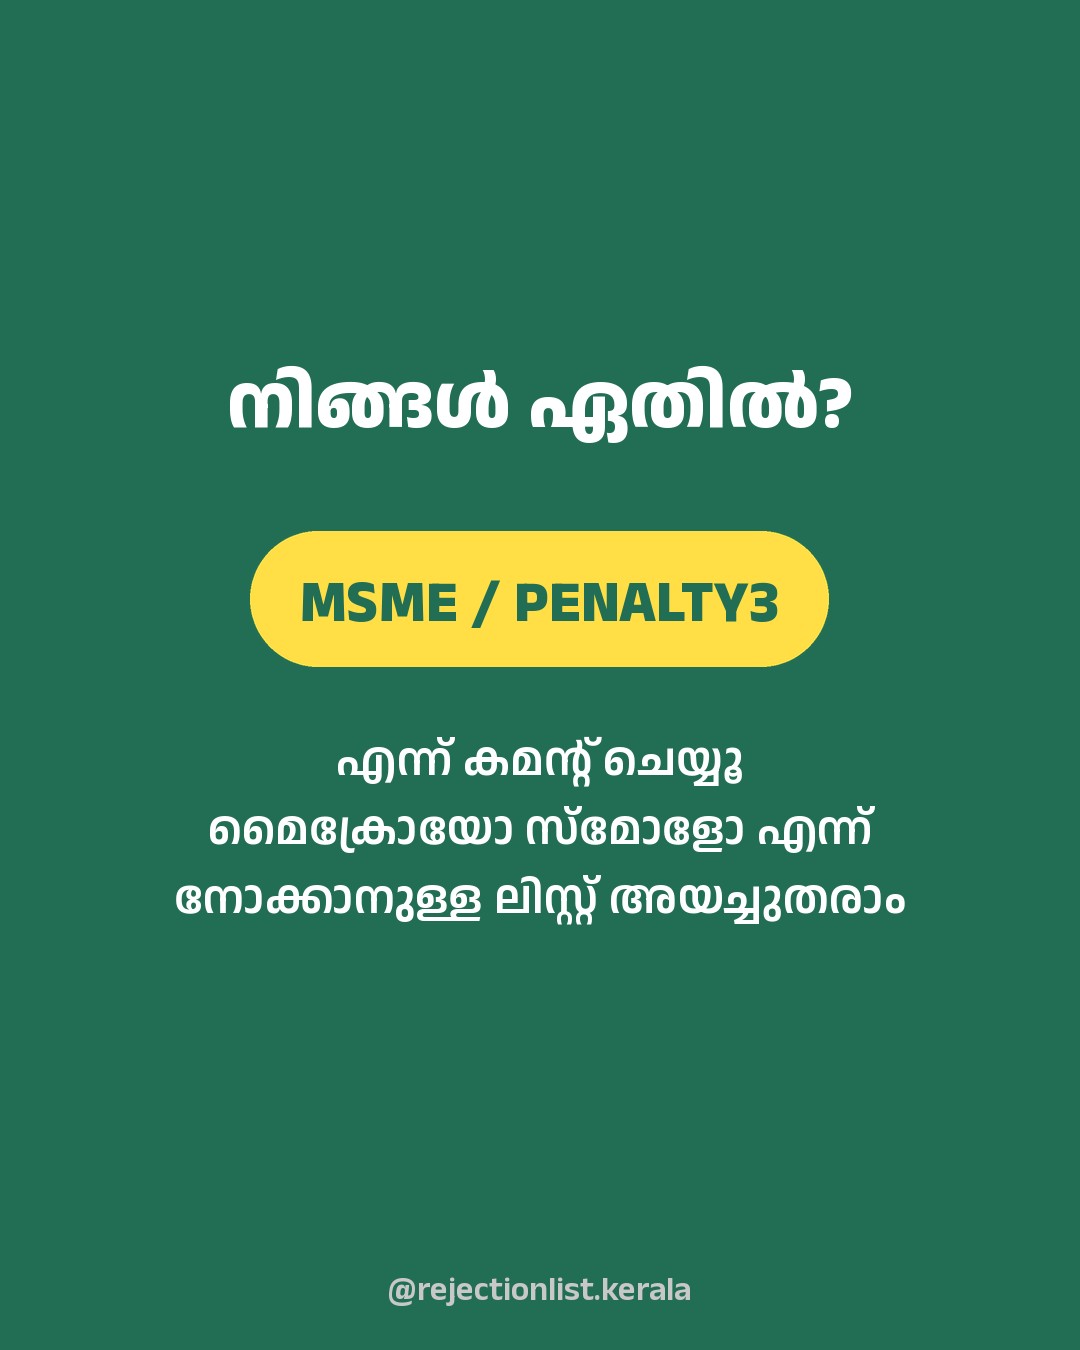 നിങ്ങൾ ഏതിൽ?
MSME / PENALTY3
എന്ന് കമന്റ് ചെയ്യൂ
മൈക്രോയോ സ്മോളോ എന്ന്
നോക്കാനുള്ള ലിസ്റ്റ് അയച്ചുതരാം
@rejectionlist.kerala